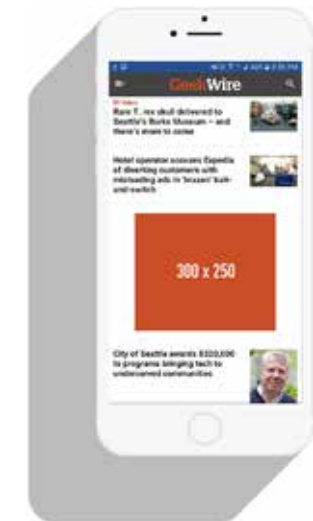 GeekWire
Rare T. rex skull delivered to
Seattle's Burke Museum – and
there's more to come
Hotel operator accuses Expedia
of diverting customers with
misleading ads in 'brazen' bait-
and-switch
300 x 250
City of Seattle awards $320,000
to programs bringing tech to
underserved communities